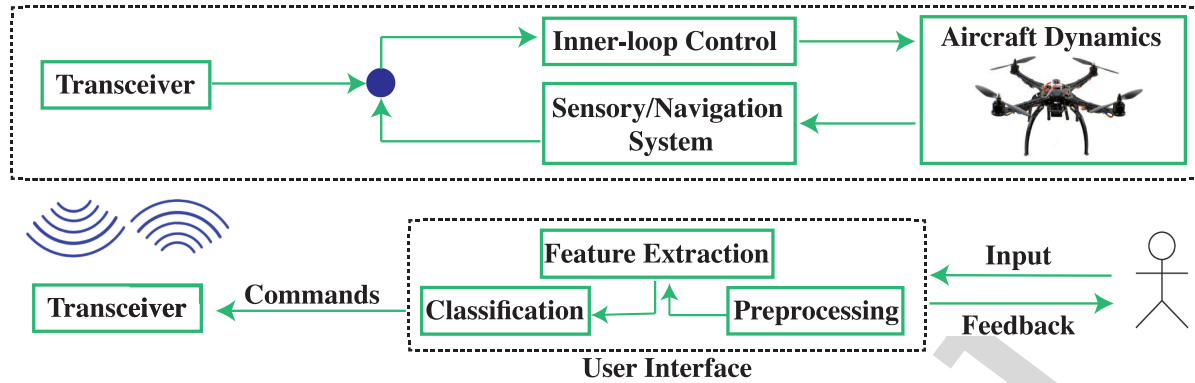 Transceiver
Inner-loop Control
Sensory/Navigation
System
Aircraft Dynamics
Transceiver
Commands
Feature Extraction
Classification
Preprocessing
User Interface
Input
Feedback